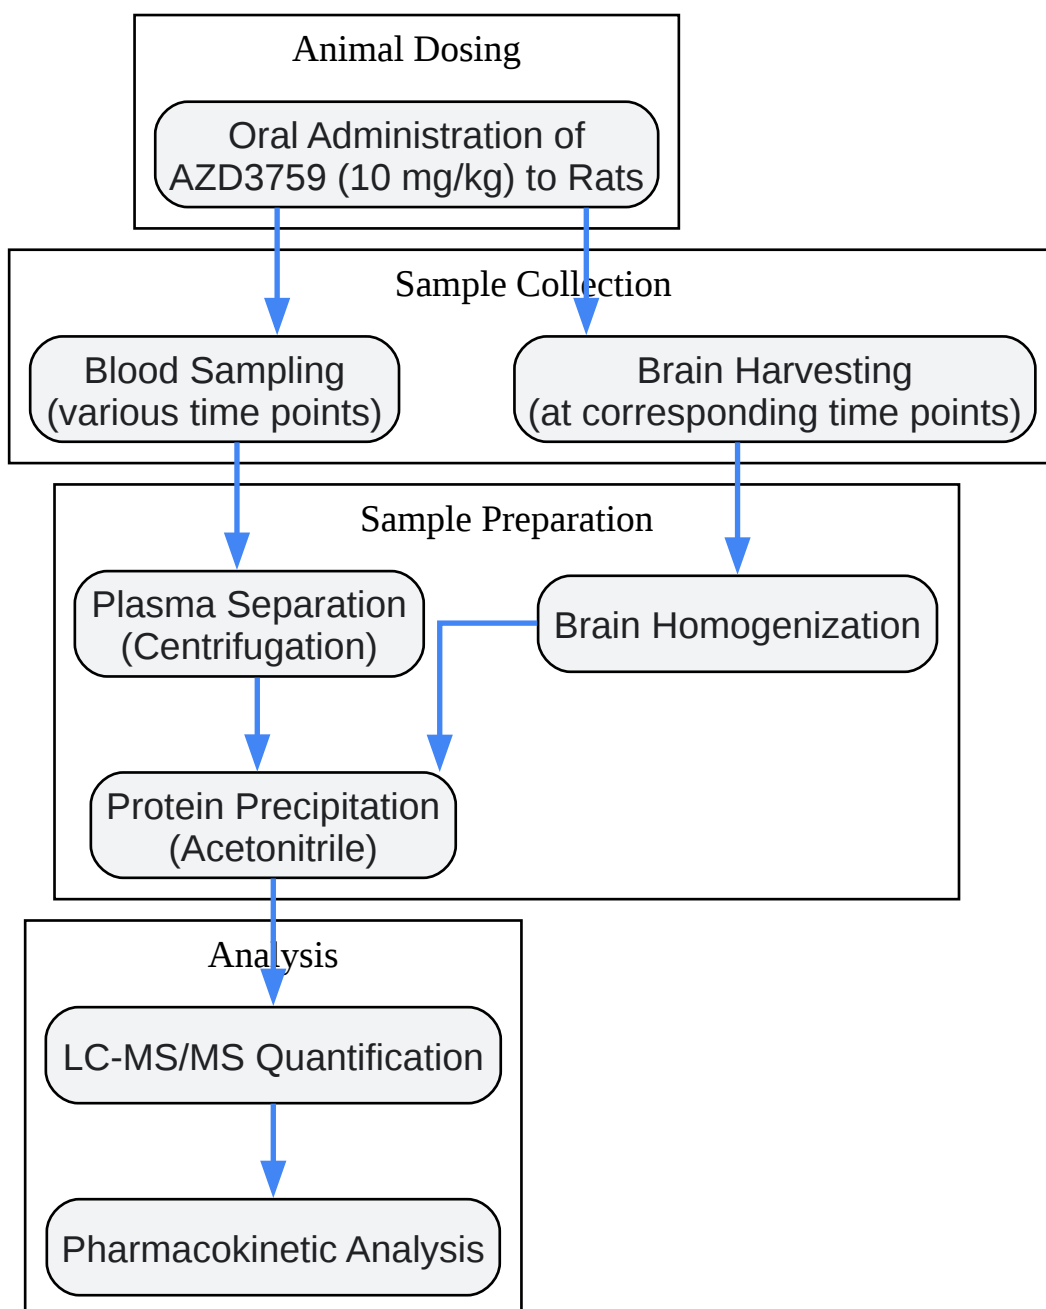 Animal Dosing
Oral Administration of
AZD3759 (10 mg/kg) to Rats
Sample Collection
Blood Sampling
(various time points)
Brain Harvesting
(at corresponding time points)
Sample Preparation
Plasma Separation
(Centrifugation)
Brain Homogenization
Protein Precipitation
(Acetonitrile)
Analysis
LC-MS/MS Quantification
Pharmacokinetic Analysis